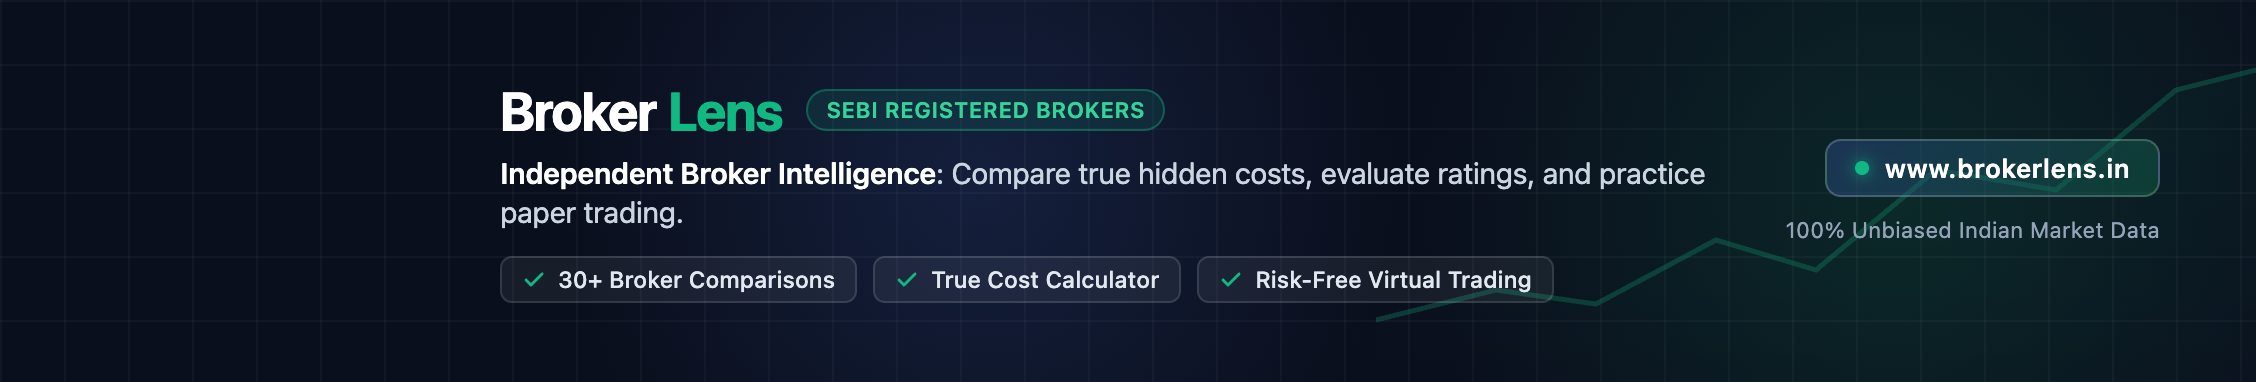 Broker Lens
SEBI REGISTERED BROKERS
Independent Broker Intelligence: Compare true hidden costs, evaluate ratings, and practice
paper trading.
30+ Broker Comparisons
True Cost Calculator
Risk-Free Virtual Trading
www.brokerlens.in
100% Unbiased Indian Market Data